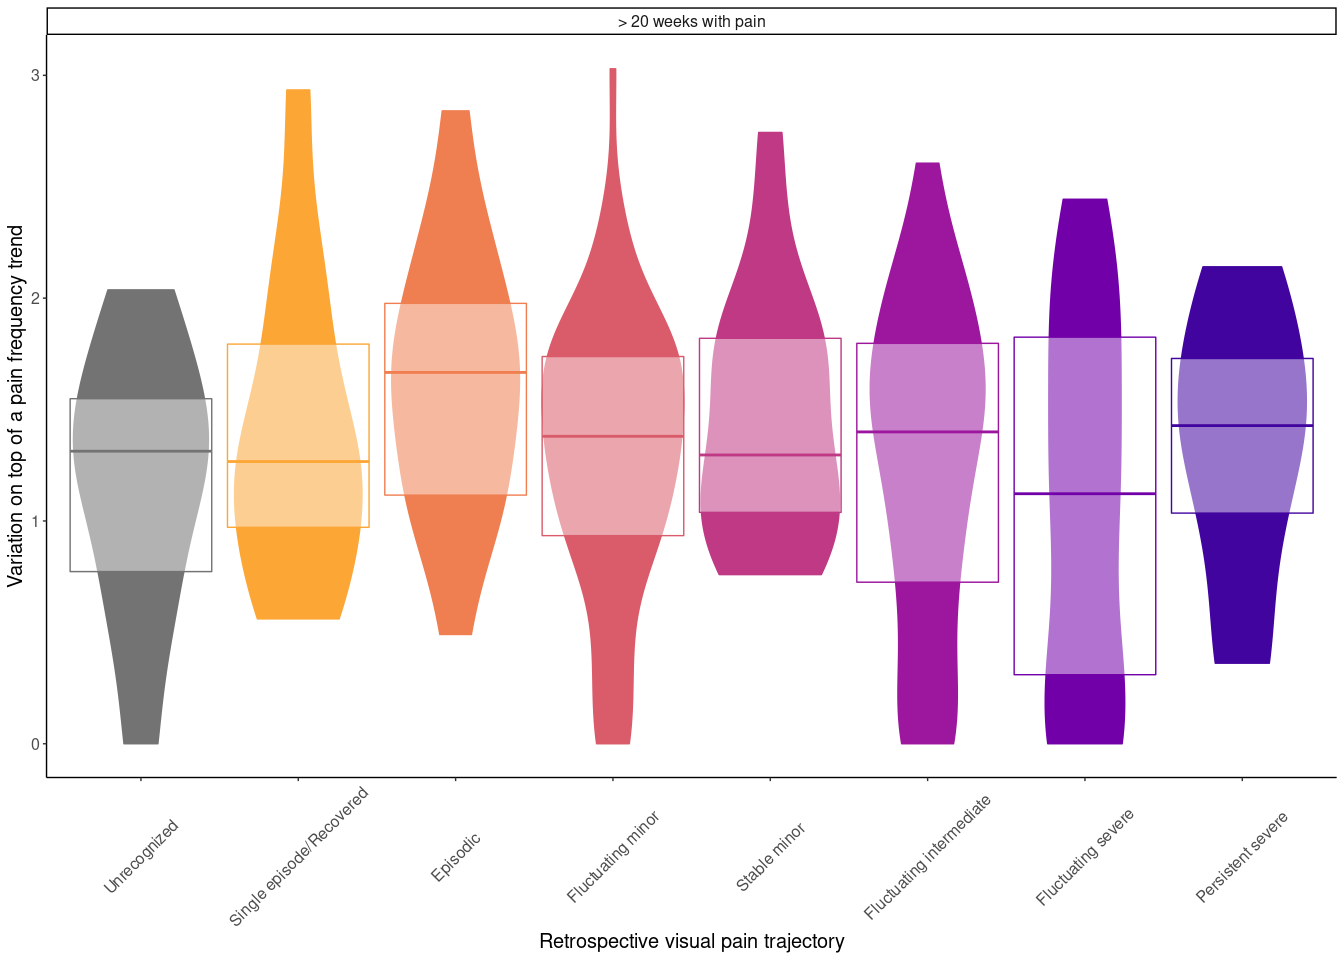 > 20 weeks with pain
Variation on top of a pain frequency trend
3
2
1
0
Unrecognized
Single episode/Recovered
Episodic
Fluctuating minor
Stable minor
Fluctuating intermediate
Fluctuating severe
Persistent severe
Retrospective visual pain trajectory